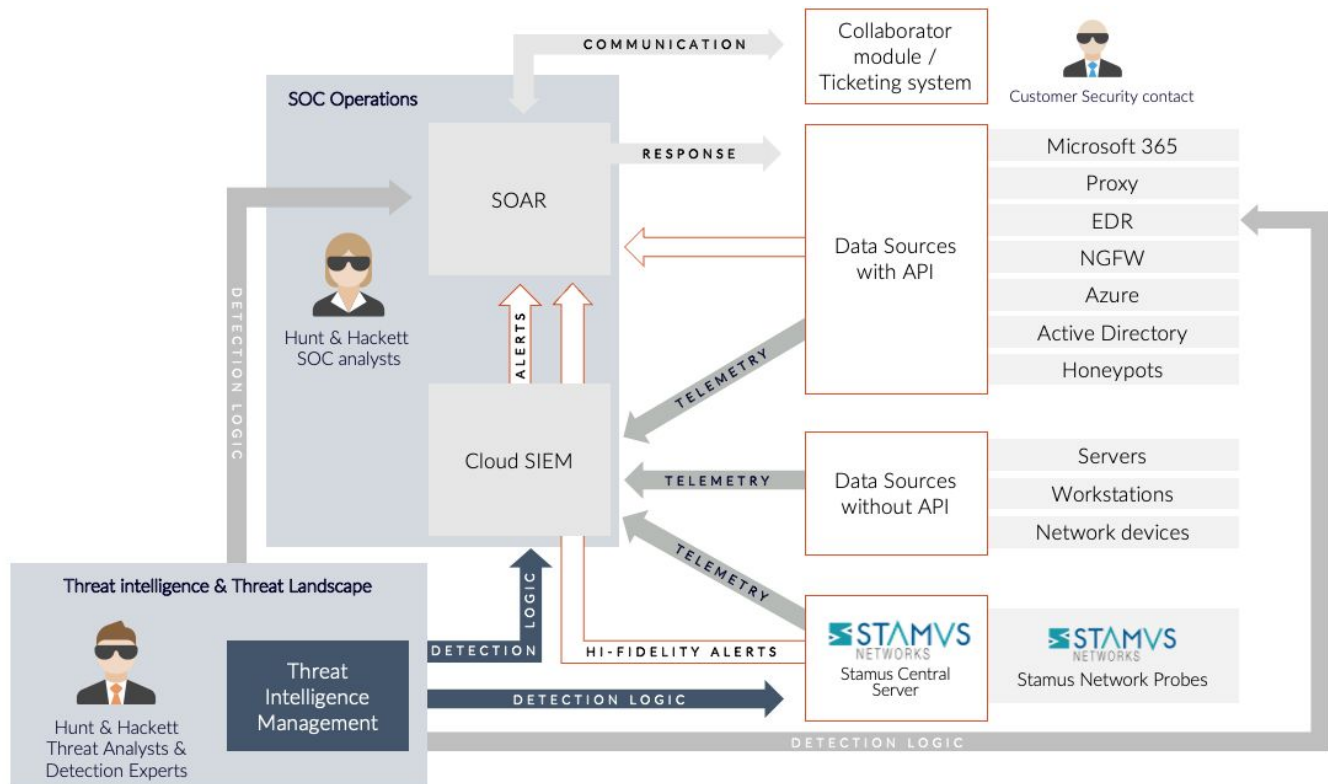 COMMUNICATION
Collaborator
module /
Ticketing system
Customer Security contact
SOC Operations
SOAR
RESPONSE
Data Sources
with API
Microsoft 365
Proxy
EDR
NGFW
Azure
Active Directory
Honeypots
Hunt & Hackett
SOC analysts
DETECTION LOGIC
ALERTS
TELEMETRY
Cloud SIEM
TELEMETRY
Data Sources
without API
Servers
Workstations
Network devices
TELEMETRY
Threat intelligence & Threat Landscape
Hunt & Hackett
Threat Analysts &
Detection Experts
Threat
Intelligence
Management
DETECTION
LOGIC
HI-FIDELITY ALERTS
DETECTION LOGIC
STAMVS
NETWORKS
Stamus Central
Server
STAMVS
NETWORKS
Stamus Network Probes
DETECTION LOGIC